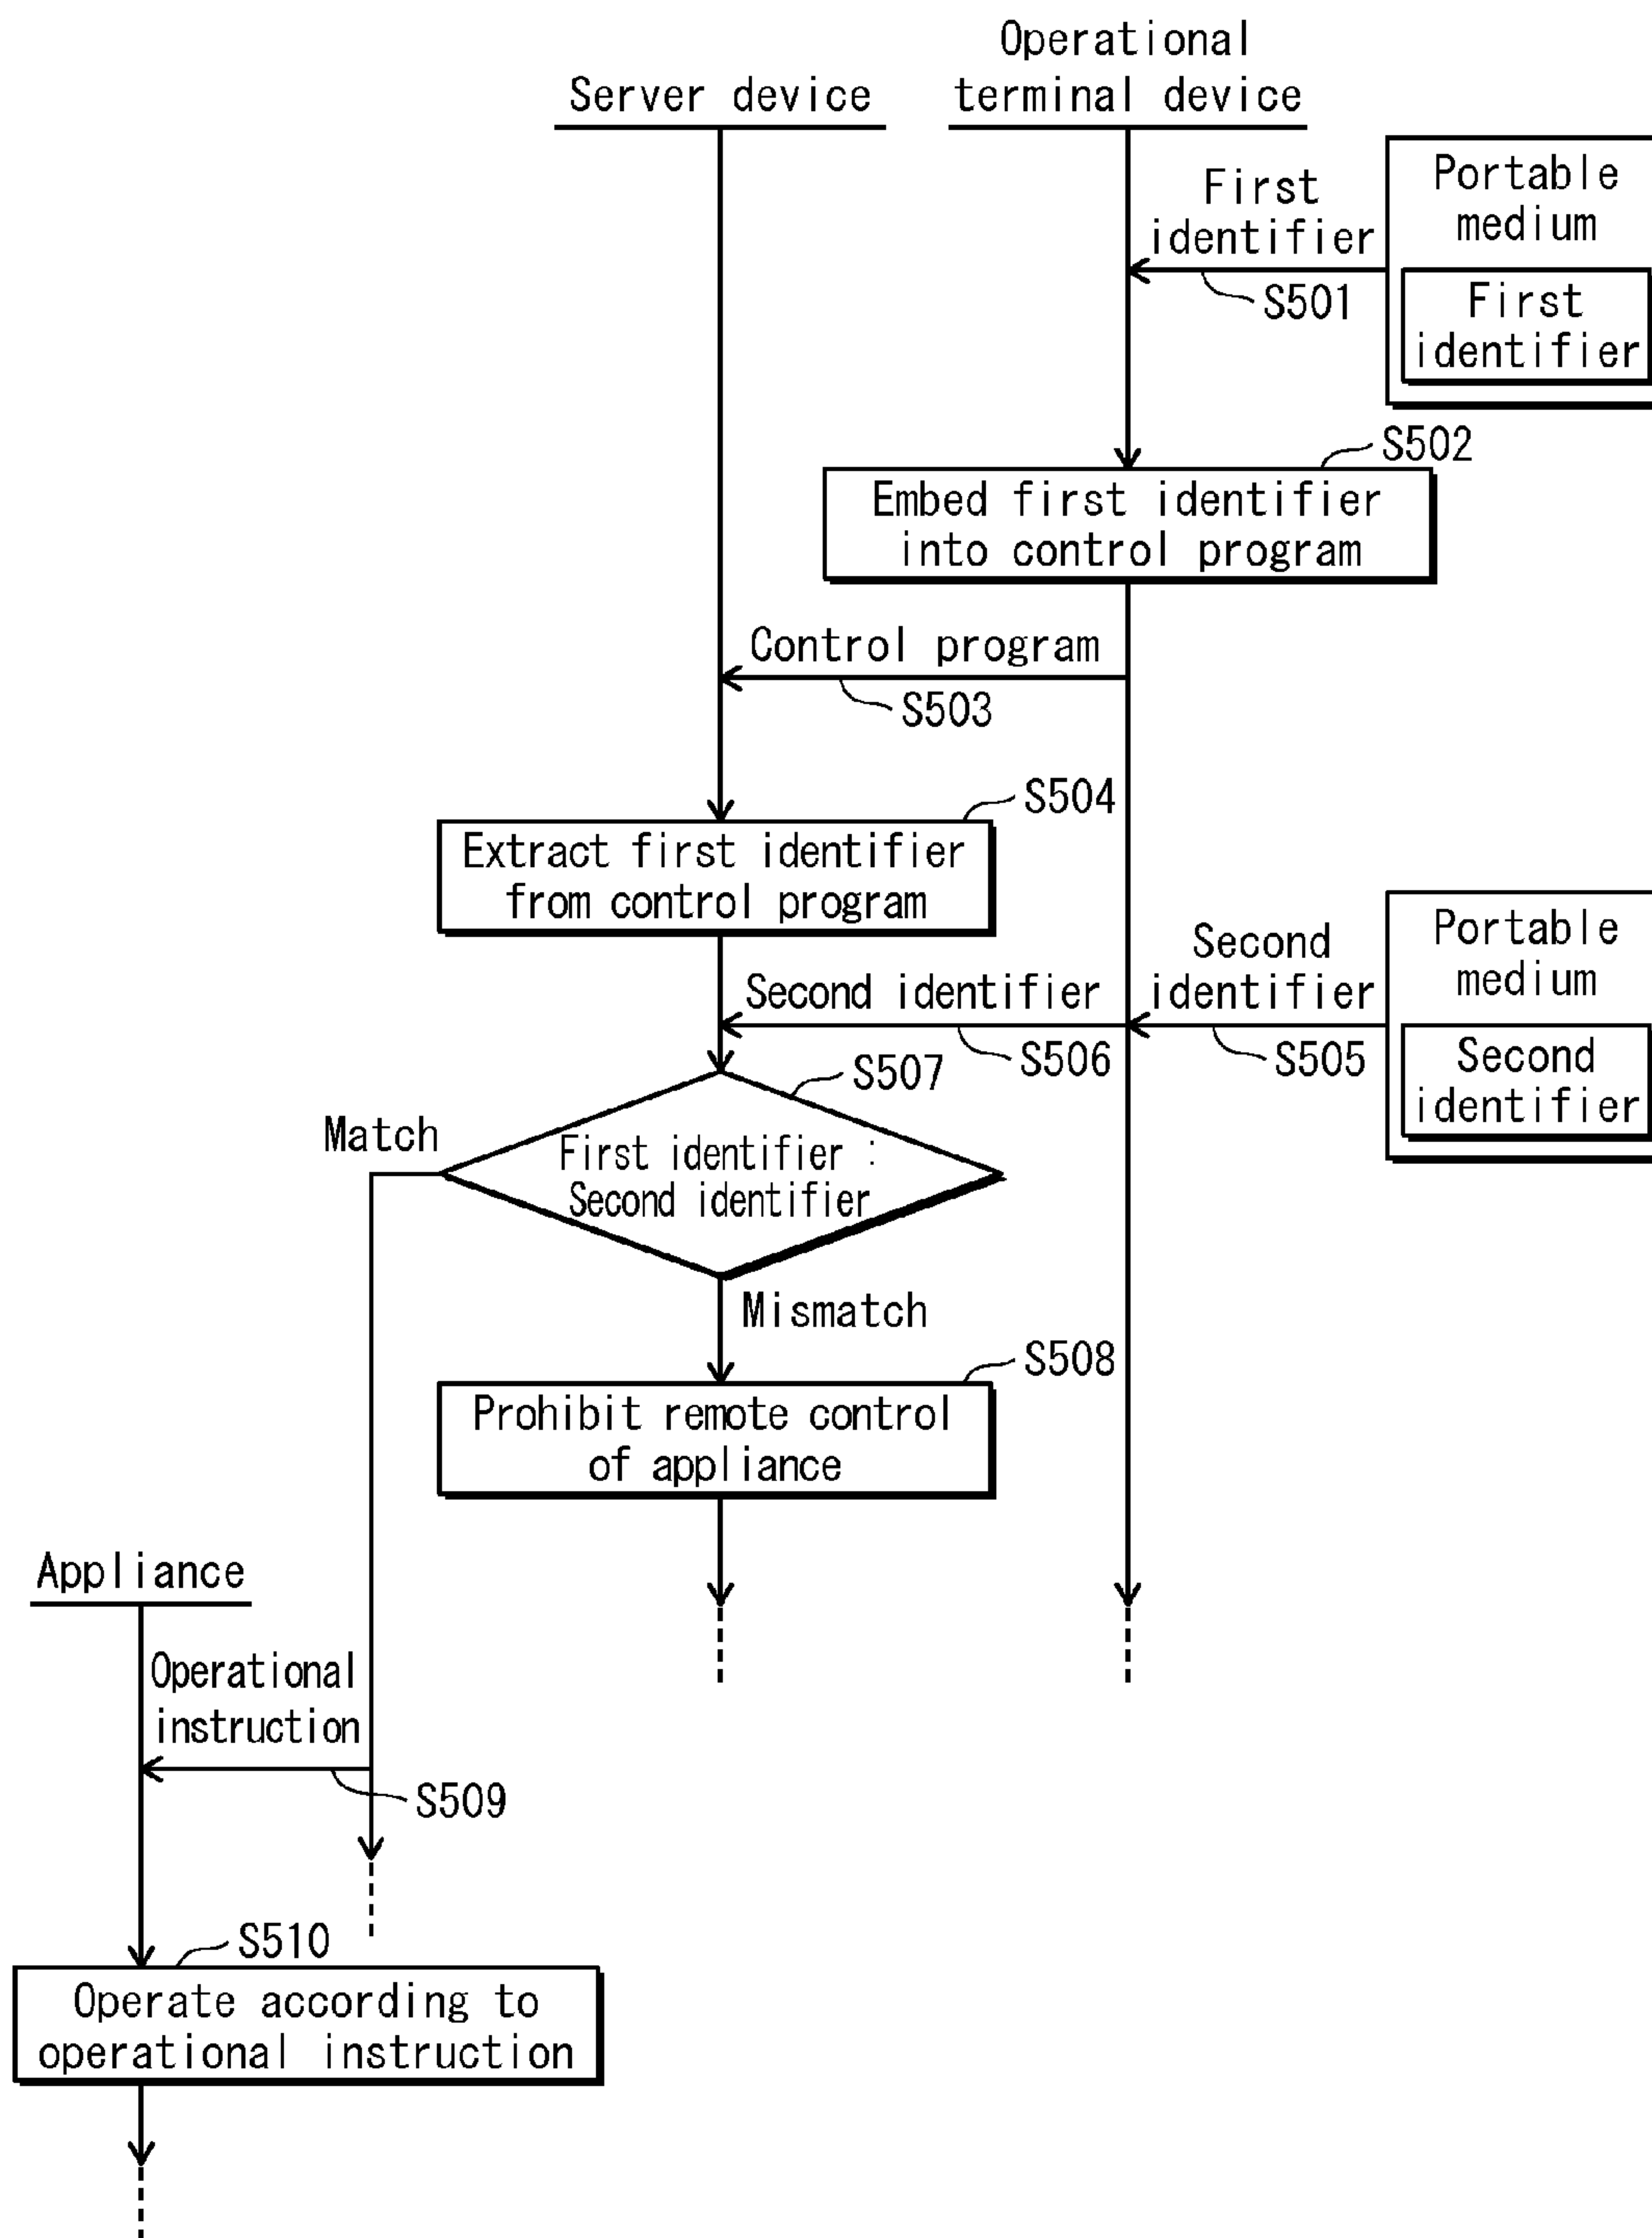 Operational
Server device
terminal device
First
identifier
Portable
medium
S501
First
identifier
S502
Embed first identifier
into control program
Control program
S503
S504
Extract first identifier
from control program
Second
identifier
Portable
medium
Second identifier
S506
S505
Second
identifier
S507
Match
First identifier :
Second identifier
Mismatch
S508
Prohibit remote control
of appliance
Appliance
Operational
instruction
S509
S510
Operate according to
operational instruction